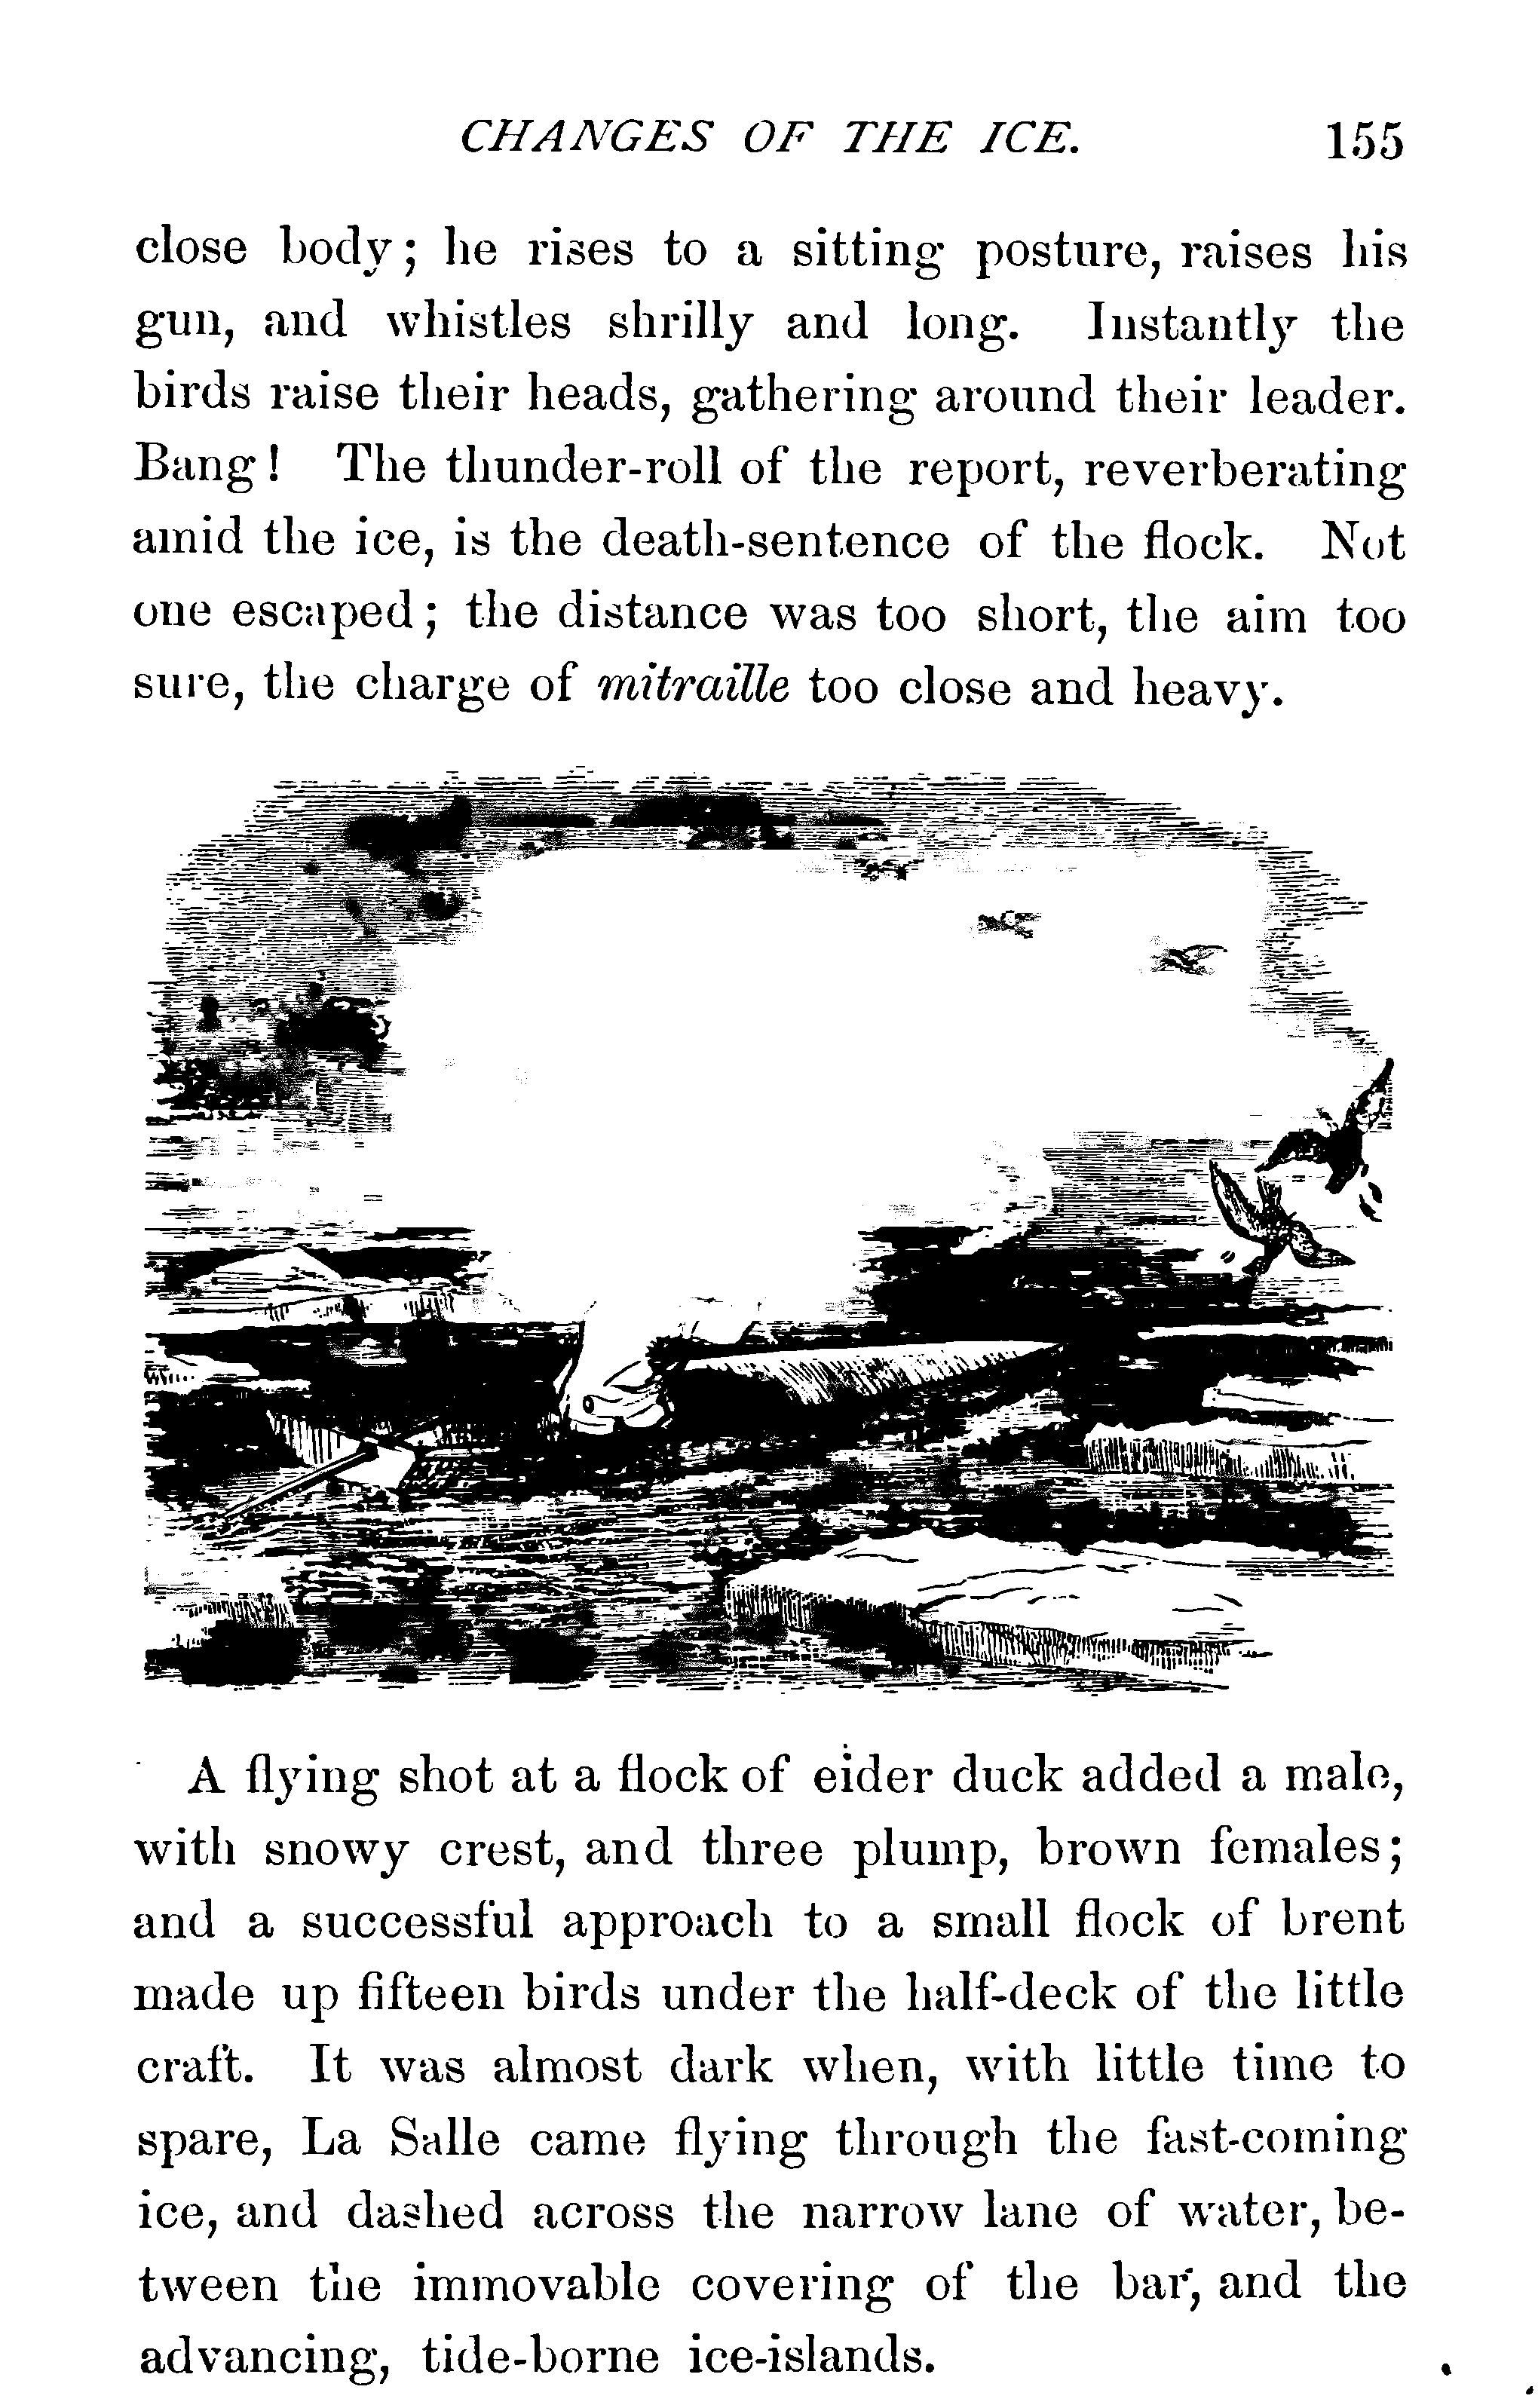 CHANGES OF THE ICE. 155
close body; he rises to a sitting posture, raises his
gun, and whistles shrilly and long. Instantly the
birds raise their heads, gathering around their leader.
Bang! The thunder-roll of the report, reverberating
amid the ice, is the death-sentence of the flock. Not
one escaped; the distance was too short, the aim too
sure, the charge of mitraille too close and heavy.
A flying shot at a flock of eider duck added a male,
with snowy crest, and three plump, brown females;
and a successful approach to a small flock of brent
made up fifteen birds under the half-deck of the little
craft. It was almost dark when, with little time to
spare, La Salle came flying through the fast-coming
ice, and dashed across the narrow lane of water, be-
tween the immovable covering of the bar, and the
advancing, tide-borne ice-islands.